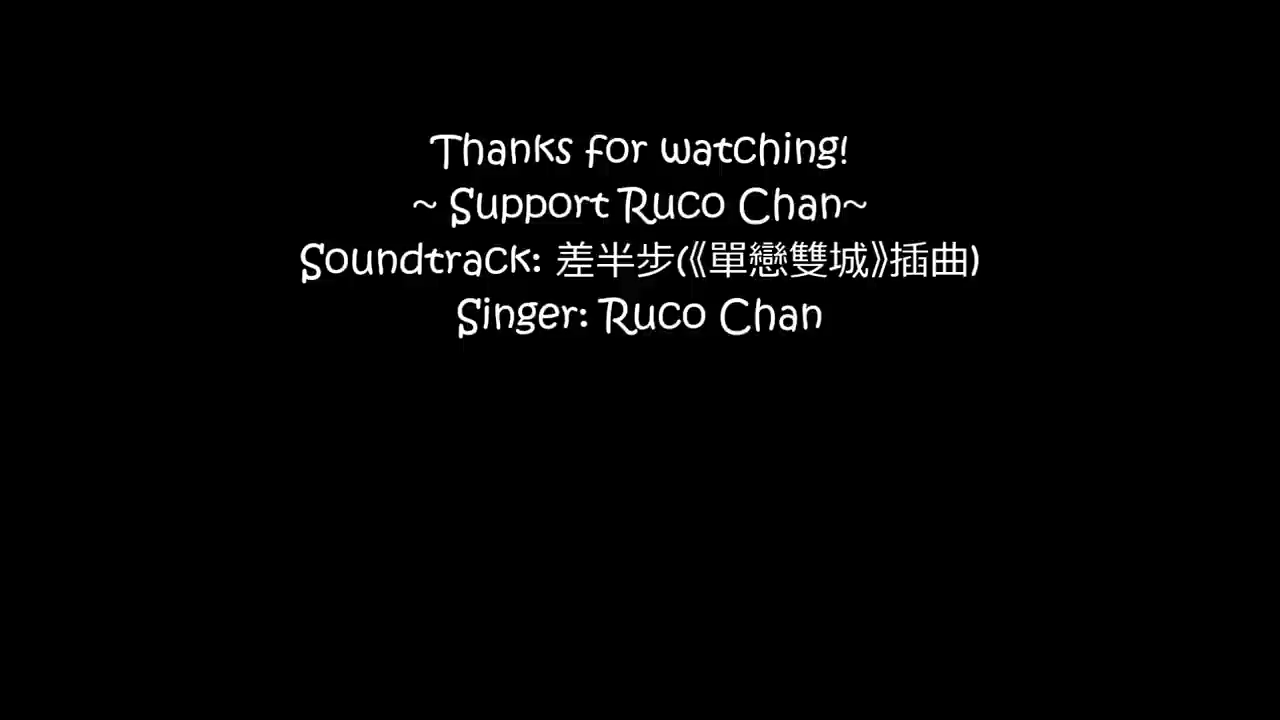 Thanks for watching!
~ Support Ruco Chan~
Soundtrack: 差半步(《單戀雙城》插曲)
Singer: Ruco Chan